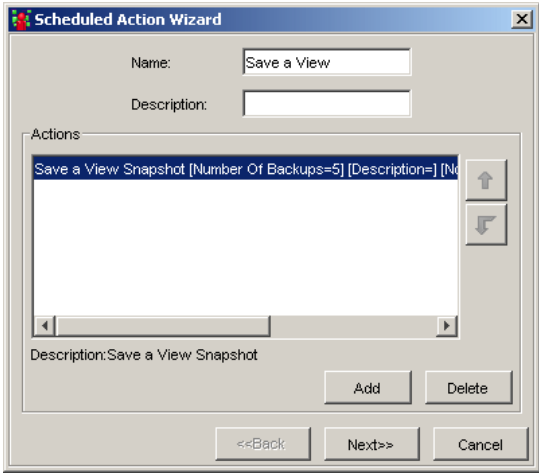 Scheduled Action Wizard
Name: Save a View
Description:
Actions
Save a View Snapshot [Number Of Backups=5] [Description=]
Description:Save a View Snapshot
Add Delete
<<Back Next>> Cancel